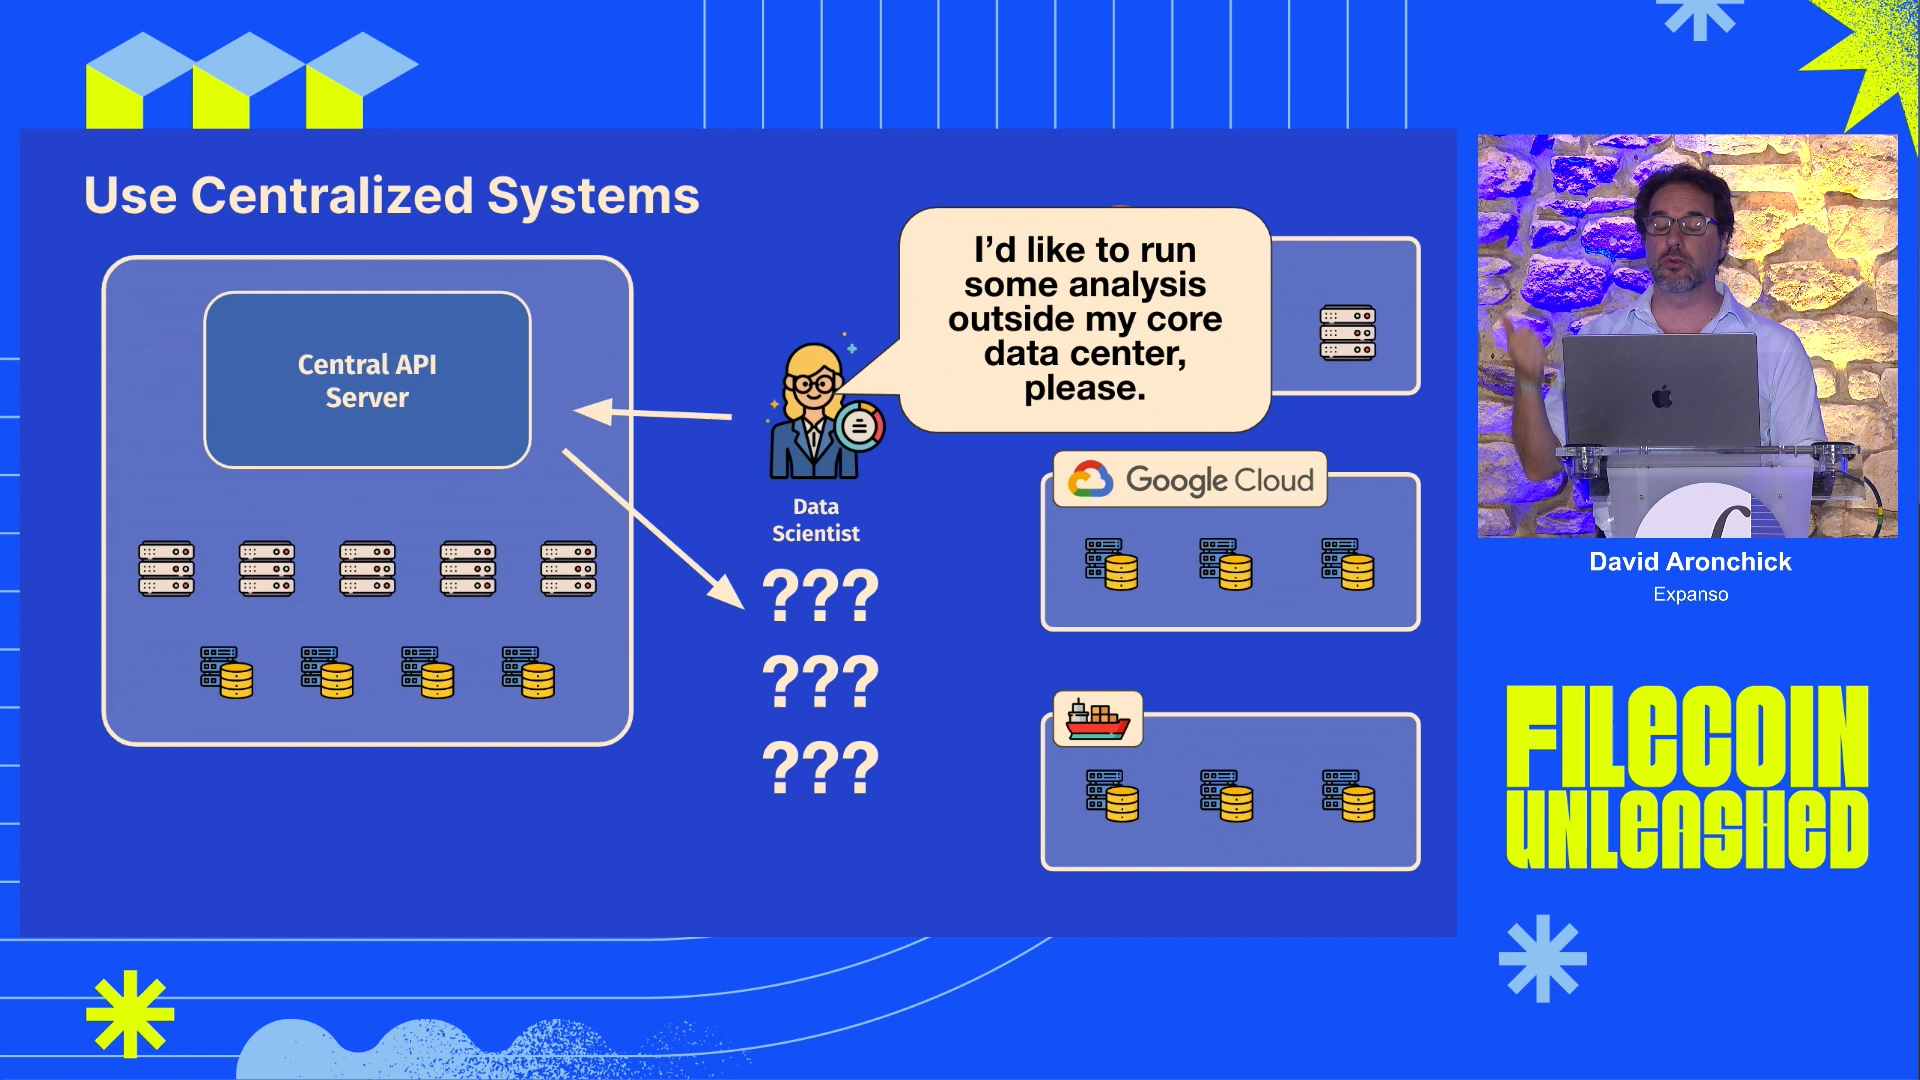 Use Centralized Systems
Central API
Server
I’d like to run
some analysis
outside my core
data center,
please.
Data
Scientist
???
???
???
Google Cloud
David Aronchick
Expanso
FILECOIN
UNLEASHED